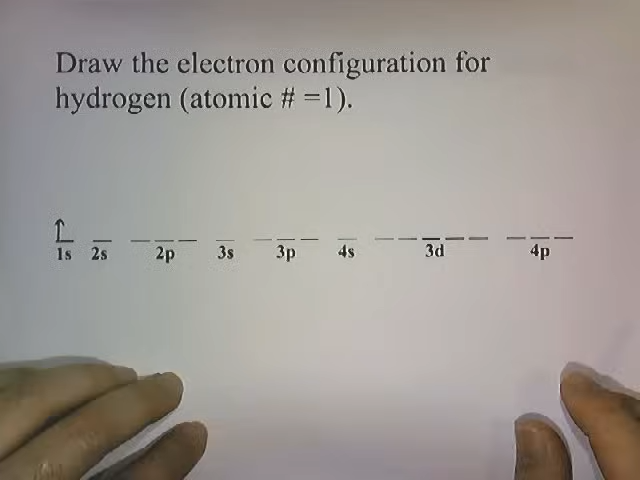 Draw the electron configuration for
hydrogen (atomic # =1).
1s 2s 2p 3s 3p 4s 3d 4p